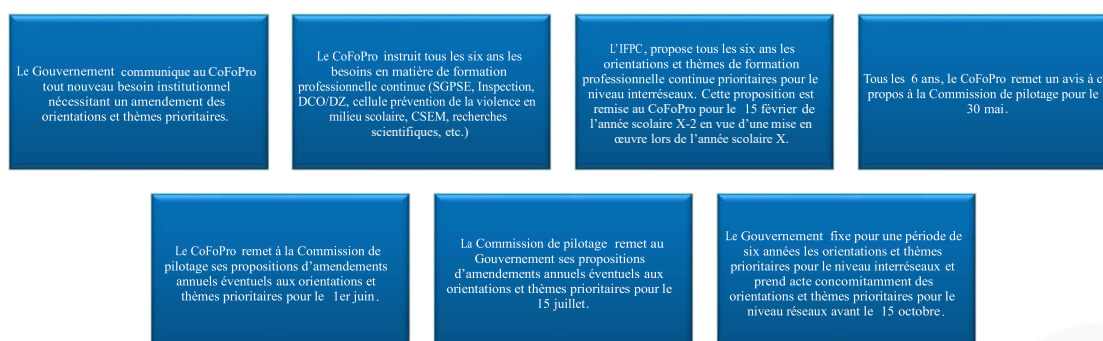 Le Gouvernement communique au CoFoPro
tout nouveau besoin institutionnel
nécessitant un amendement des
orientations et thèmes prioritaires.
Le CoFoPro instruit tous les six ans les
besoins en matière de formation
professionnelle continue (SGPSE, Inspection,
DCO/DZ, cellule prévention de la violence en
milieu scolaire, CSEM, recherches
scientifiques, etc.)
L'IFPC, propose tous les six ans les
orientations et thèmes de formation
professionnelle continue prioritaires pour le
niveau interréseaux. Cette proposition est
remise au CoFoPro pour le 15 février de
l'année scolaire X-2 en vue d'une mise en
œuvre lors de l'année scolaire X.
Tous les 6 ans, le CoFoPro remet un avis à c
propos à la Commission de pilotage pour le
30 mai.
Le CoFoPro remet à la Commission de
pilotage ses propositions d'amendements
annuels éventuels aux orientations et
thèmes prioritaires pour le 1er juin.
La Commission de pilotage remet au
Gouvernement ses propositions
d'amendements annuels éventuels aux
orientations et thèmes prioritaires pour le
15 juillet.
Le Gouvernement fixe pour une période de
six années les orientations et thèmes
prioritaires pour le niveau interréseaux et
prend acte concomitamment des
orientations et thèmes prioritaires pour le
niveau réseaux avant le 15 octobre.